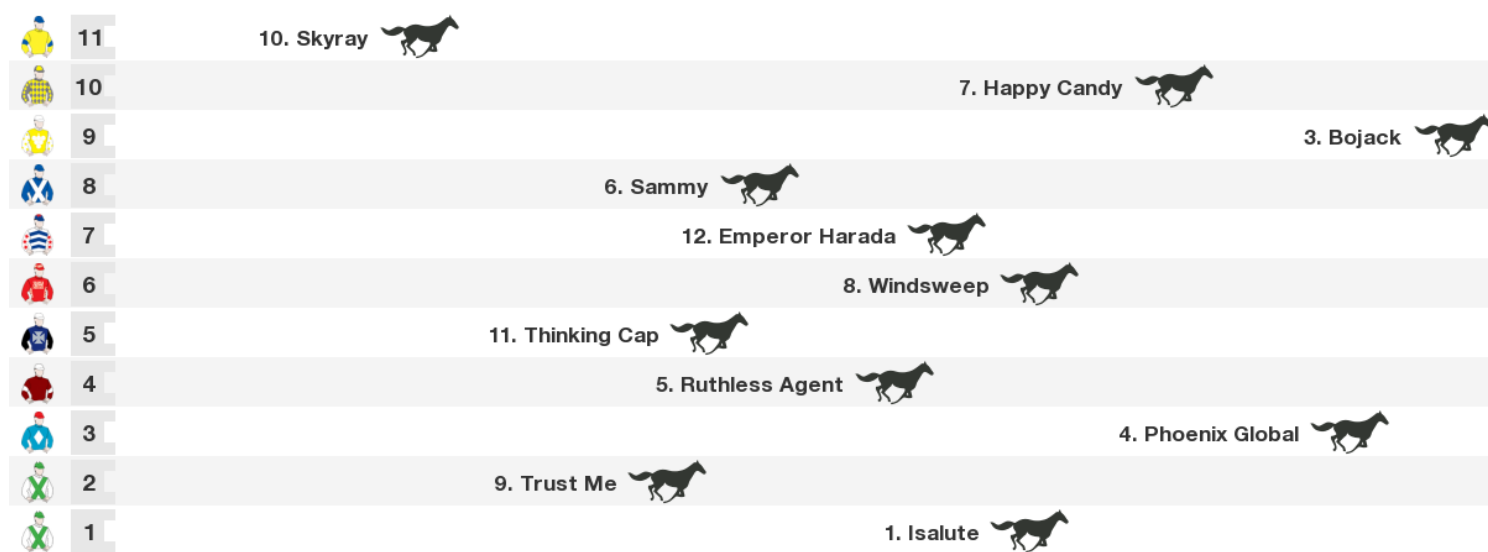 11 10. Skyray
10 7. Happy Candy
9 3. Bojack
8 6. Sammy
7 12. Emperor Harada
6 8. Windsweep
5 11. Thinking Cap
4 5. Ruthless Agent
3 4. Phoenix Global
2 9. Trust Me
1 1. Isalute